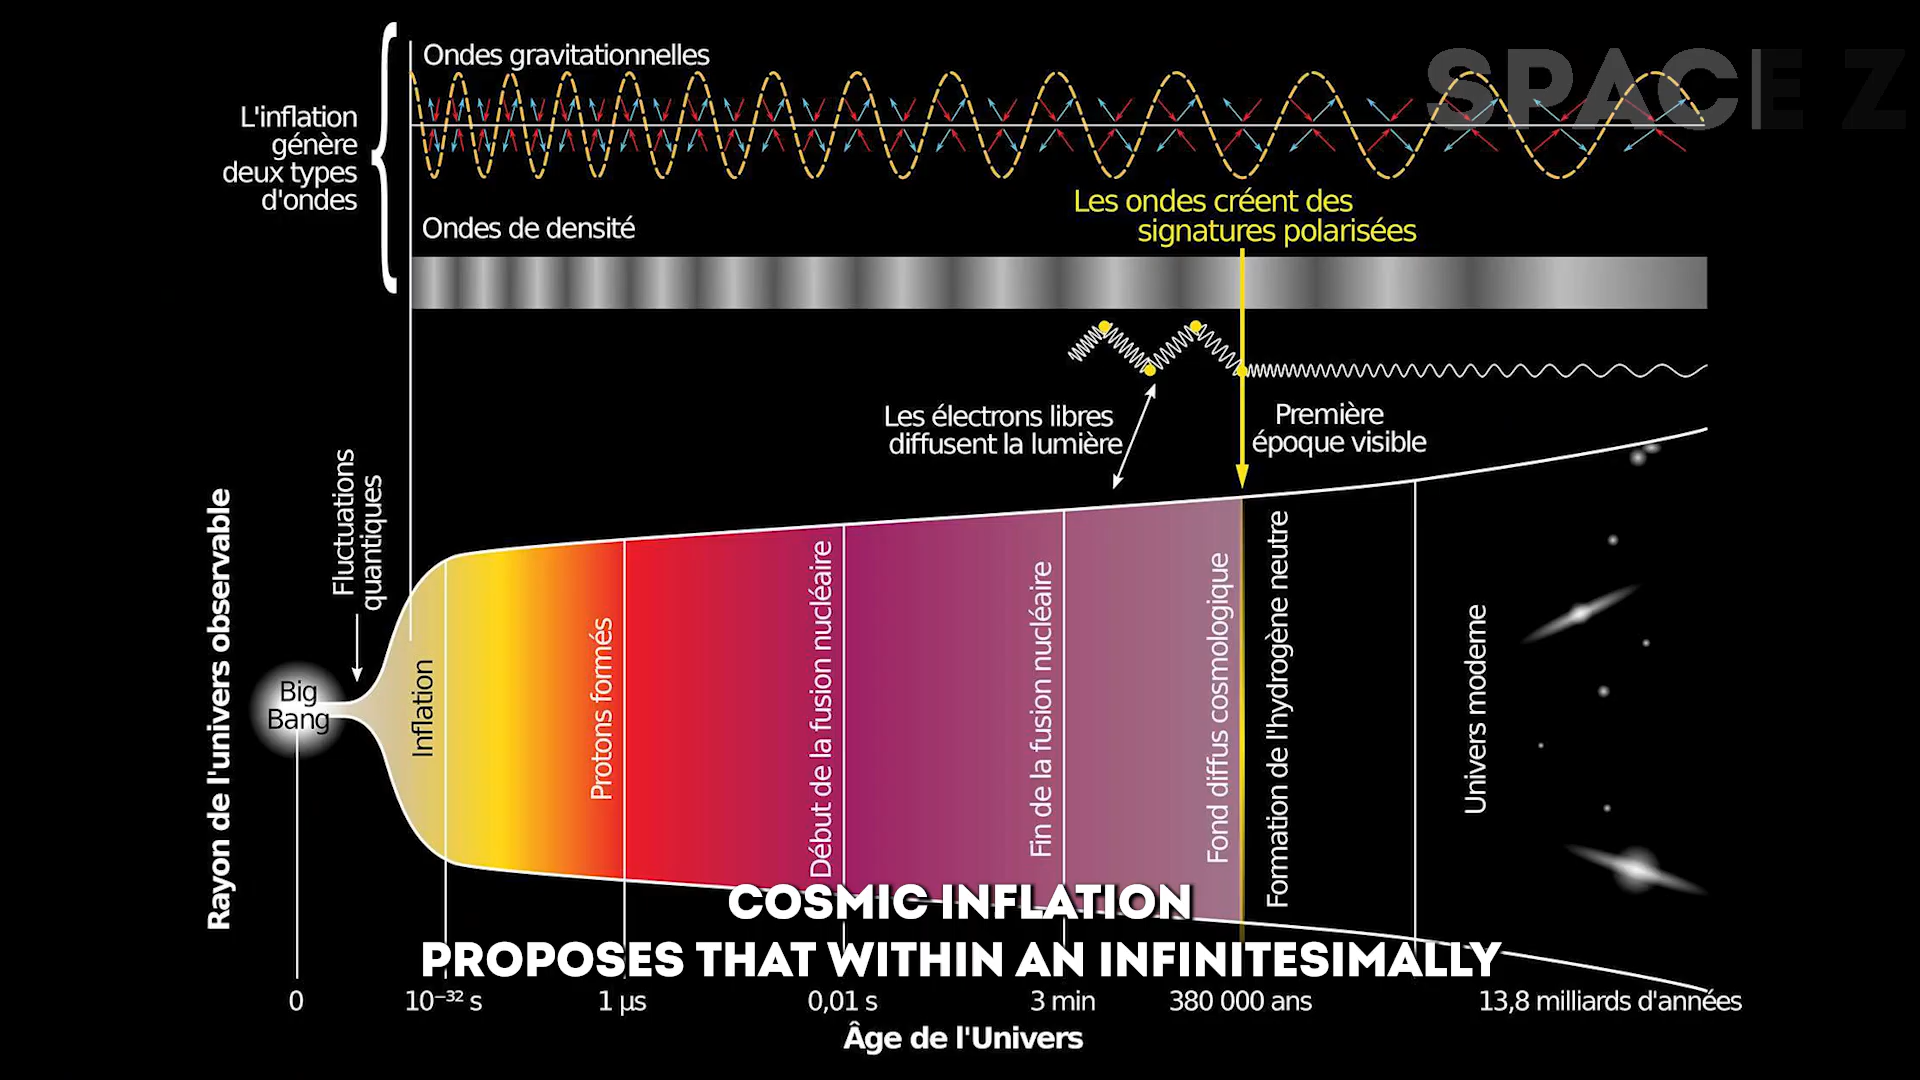 Ondes gravitationnelles
SPACE Z
L'inflation
génère
deux types
d'ondes
Les ondes créent des
signatures polarisées
Ondes de densité
Les électrons libres
diffusent la lumière
Première
époque visible
Fluctuations
quantiques
Rayon de l'univers observable
Big
Bang
Inflation
Protons formés
Début de la fusion nucléaire
Fin de la fusion nucléaire
Fond diffus cosmologique
Formation de l'hydrogène neutre
Univers moderne
COSMIC INFLATION
PROPOSES THAT WITHIN AN INFINITESIMALLY
0
10⁻³² s
1 µs
0,01 s
3 min
380 000 ans
13,8 milliards d'années
Âge de l'Univers